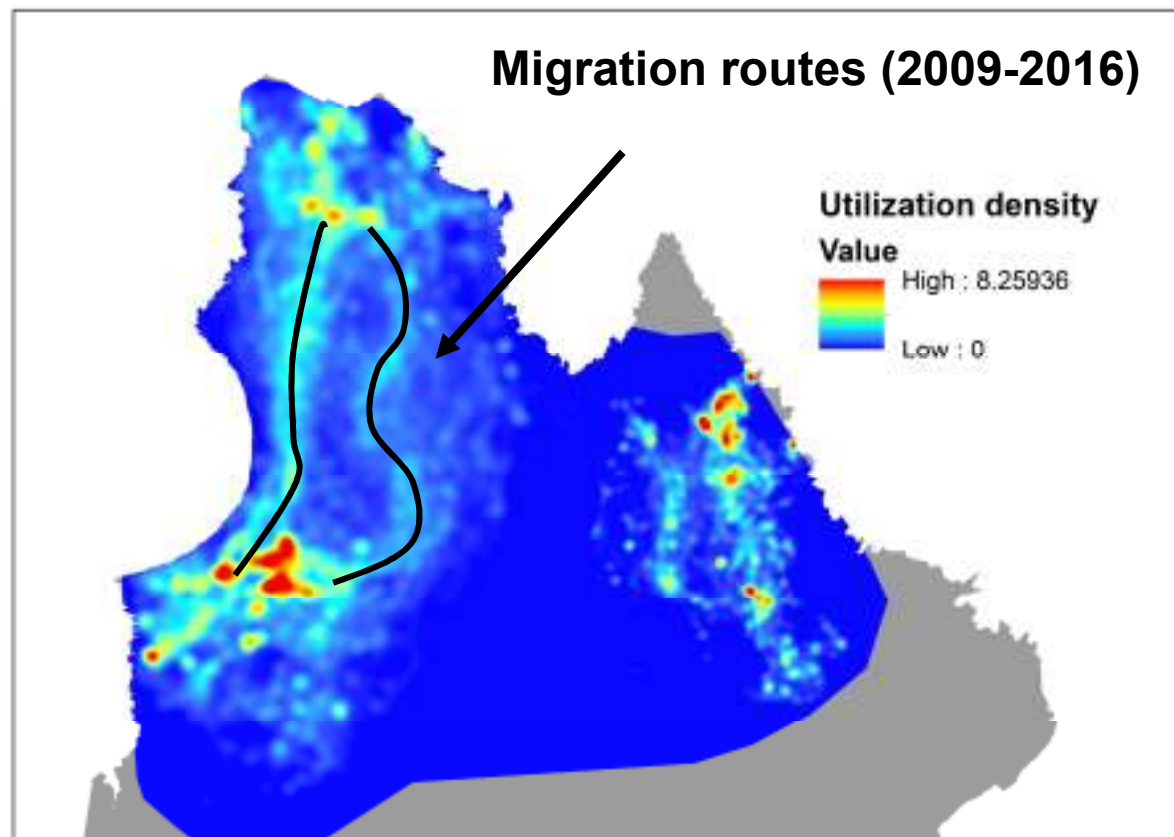 Migration routes (2009-2016)
Utilization density
Value
High : 8.25936
Low : 0